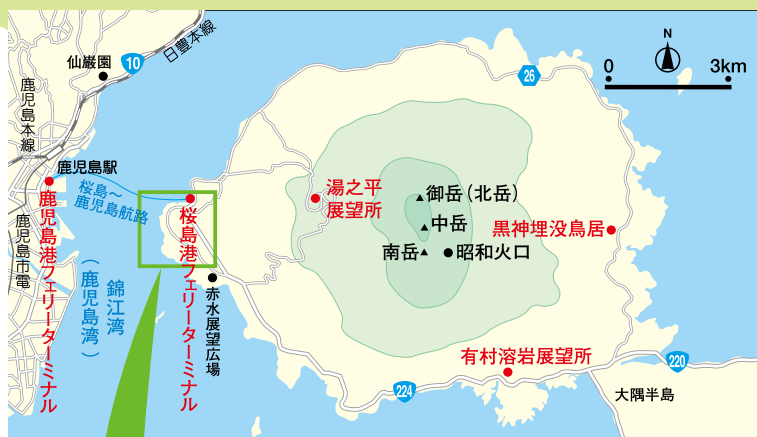 仙巌園
10
日豊本線
26
N
0 3km
鹿児島本線
鹿児島駅
桜島～
鹿児島航路
鹿児島港フェリーターミナル
鹿児島市電
桜島港フェリーターミナル
錦江湾
（鹿児島湾）
赤水展望広場
湯之平
展望所
御岳（北岳）
中岳
南岳
昭和火口
黒神埋没鳥居
有村溶岩展望所
224
220
大隅半島